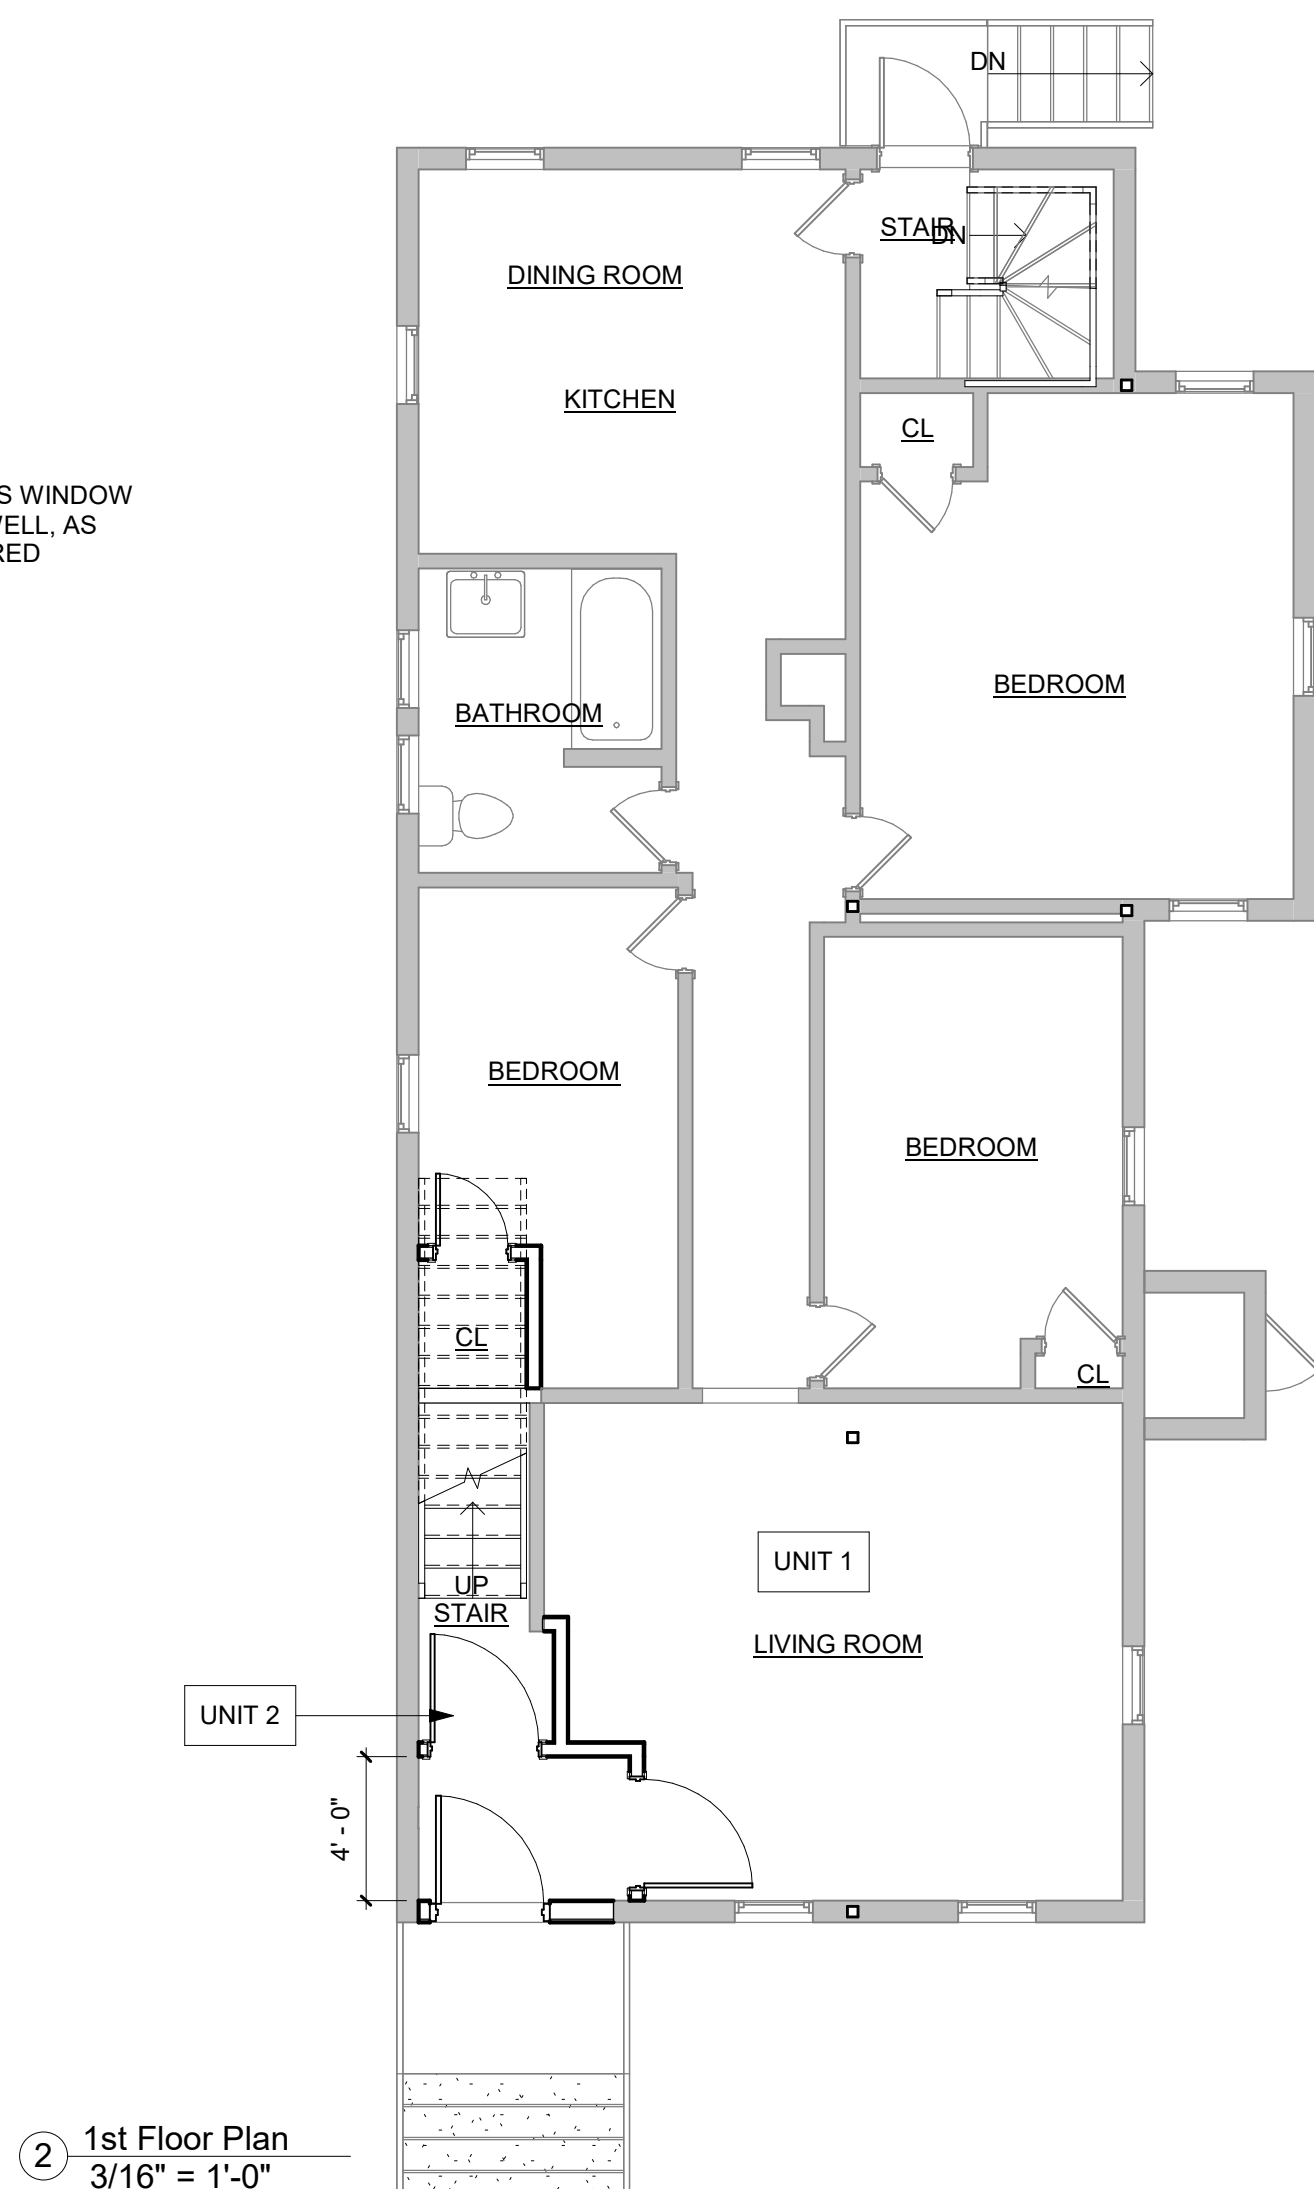 DN
STAIR
DN
DINING ROOM
KITCHEN
CL
S WINDOW
WELL, AS
RED
BEDROOM
BATHROOM
BEDROOM
BEDROOM
CL
CL
UNIT 1
UP
STAIR
LIVING ROOM
UNIT 2
4' - 0"
2
1st Floor Plan
3/16" = 1'-0"